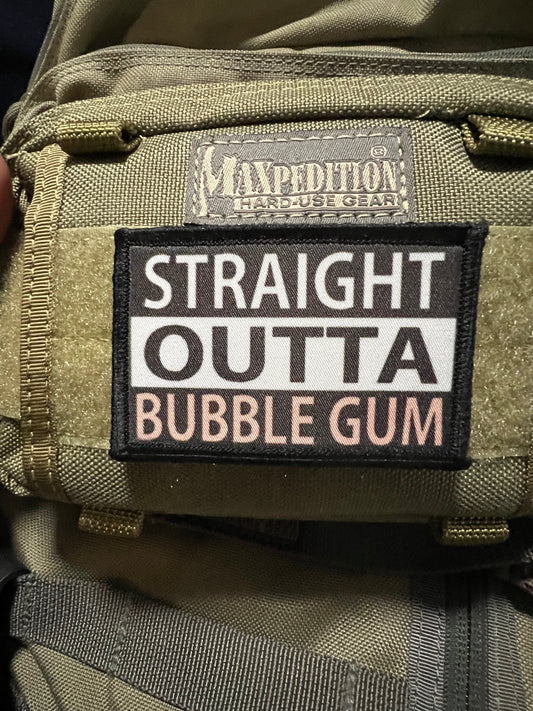 MAXPEDITION®
HARD-USE GEAR
STRAIGHT
OUTTA
BUBBLE GUM